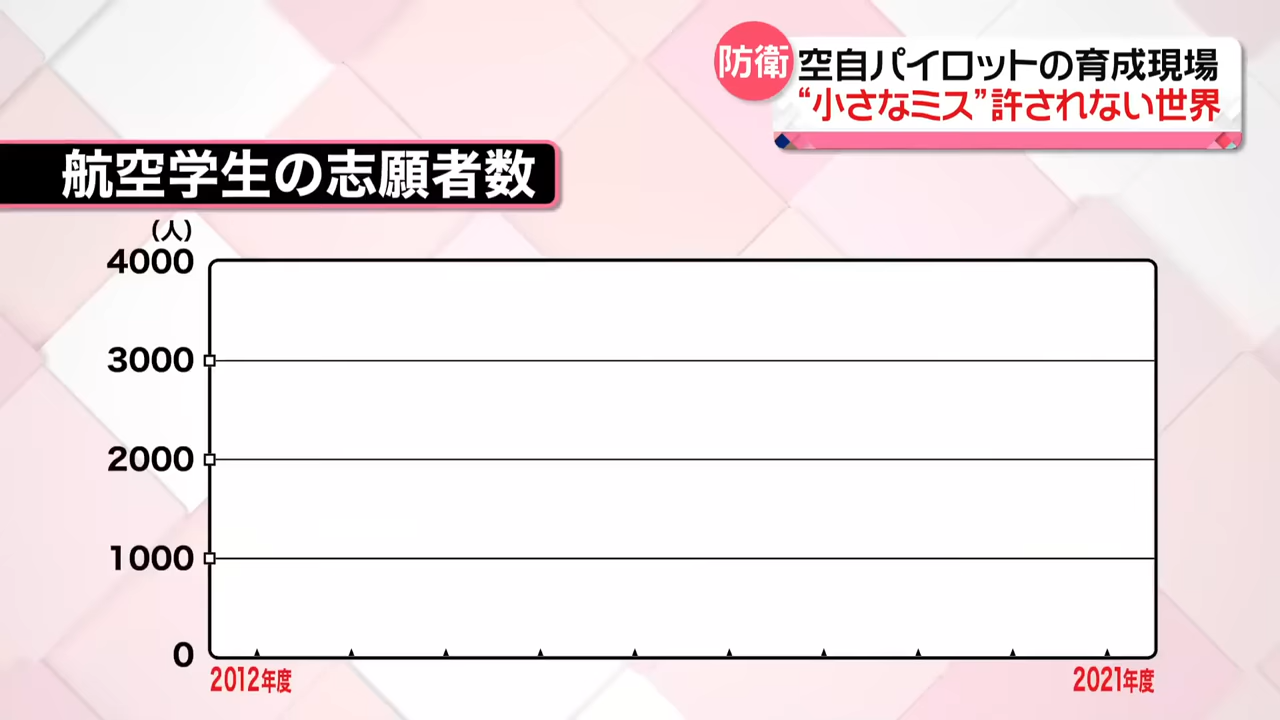 防衛
空自パイロットの育成現場
“小さなミス”許されない世界
航空学生の志願者数
(人)
4000
3000
2000
1000
0
2012年度
2021年度